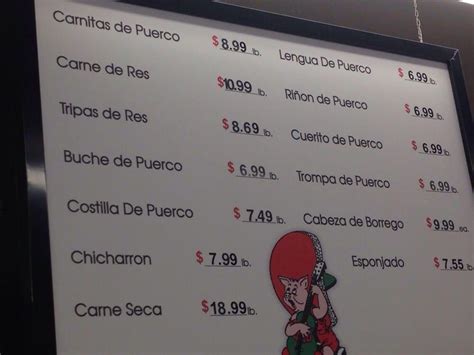 Carnitas de Puerco $8.99 lb.
Carne de Res $10.99 lb.
Tripas de Res $8.69 lb.
Buche de Puerco $6.99 lb.
Costilla De Puerco $7.49 lb.
Chicharron $7.99 lb.
Carne Seca $18.99 lb.
Lengua De Puerco $6.99 lb.
Riñon de Puerco $6.99 lb.
Cuerito de Puerco $6.99 lb.
Trompa de Puerco $6.99 lb.
Cabeza de Borrego $9.99 ea.
Esponjado $7.55 lb.